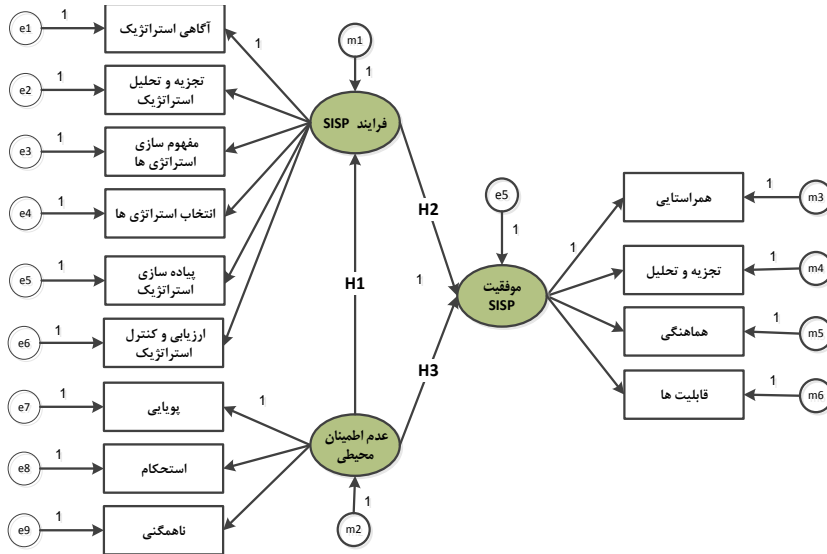 e1
1
آگاهی استراتژیک
1
m1
1
e2
1
تجزیه و تحلیل
استراتژیک
فرایند SISP
e3
1
مفهوم سازی
استراتژی ها
e4
1
انتخاب استراتژی ها
e5
1
پیاده سازی
استراتژیک
e6
1
ارزیابی و کنترل
استراتژیک
H1
H2
1
H3
e5
1
موفقیت
SISP
1
همراستایی
1
m3
تجزیه و تحلیل
1
m4
هماهنگی
1
m5
قابلیت ها
1
m6
e7
1
پویایی
1
عدم اطمینان
محیطی
e8
1
استحکام
e9
1
ناهمگنی
1
m2